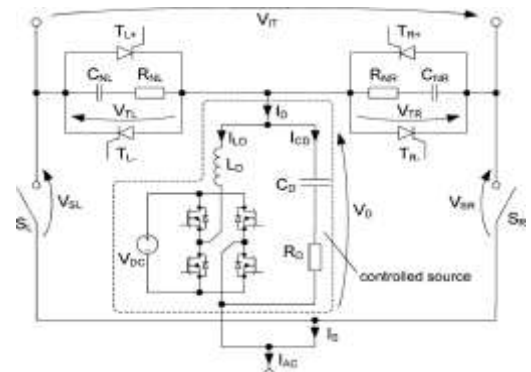 V_IT
T_L+
T_R+
C_NL R_NL
R_NR C_NR
V_TL
I_D
V_TR
T_L-
T_R-
I_LD
I_CD
L_D
C_D
V_SL
V_D
V_SR
S_L
S_R
V_DC
R_D
controlled source
I_S
I_AC